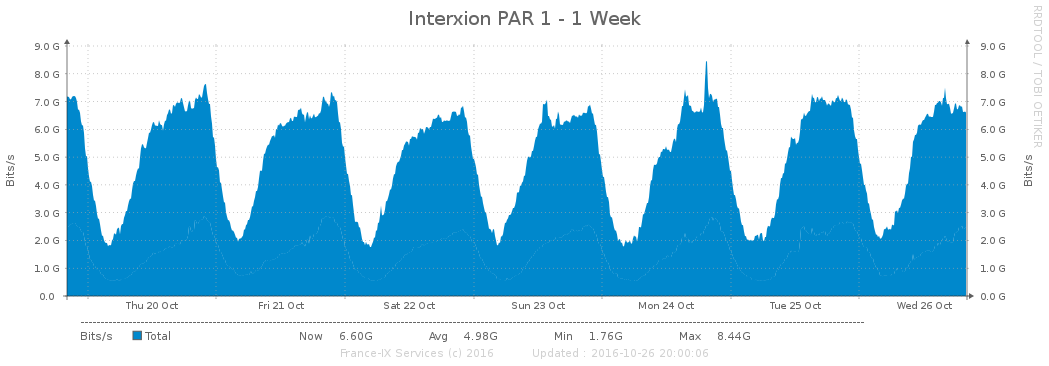 Interxion PAR 1 - 1 Week
RRDTOOL / TOBI OETIKER
Bits/s
9.0 G 9.0 G
8.0 G 8.0 G
7.0 G 7.0 G
6.0 G 6.0 G
5.0 G 5.0 G
4.0 G 4.0 G
3.0 G 3.0 G
2.0 G 2.0 G
1.0 G 1.0 G
0.0 0.0 G
Bits/s
Thu 20 Oct Fri 21 Oct Sat 22 Oct Sun 23 Oct Mon 24 Oct Tue 25 Oct Wed 26 Oct
Bits/s Total Now 6.60G Avg 4.98G Min 1.76G Max 8.44G
France-IX Services (c) 2016 Updated : 2016-10-26 20:00:06